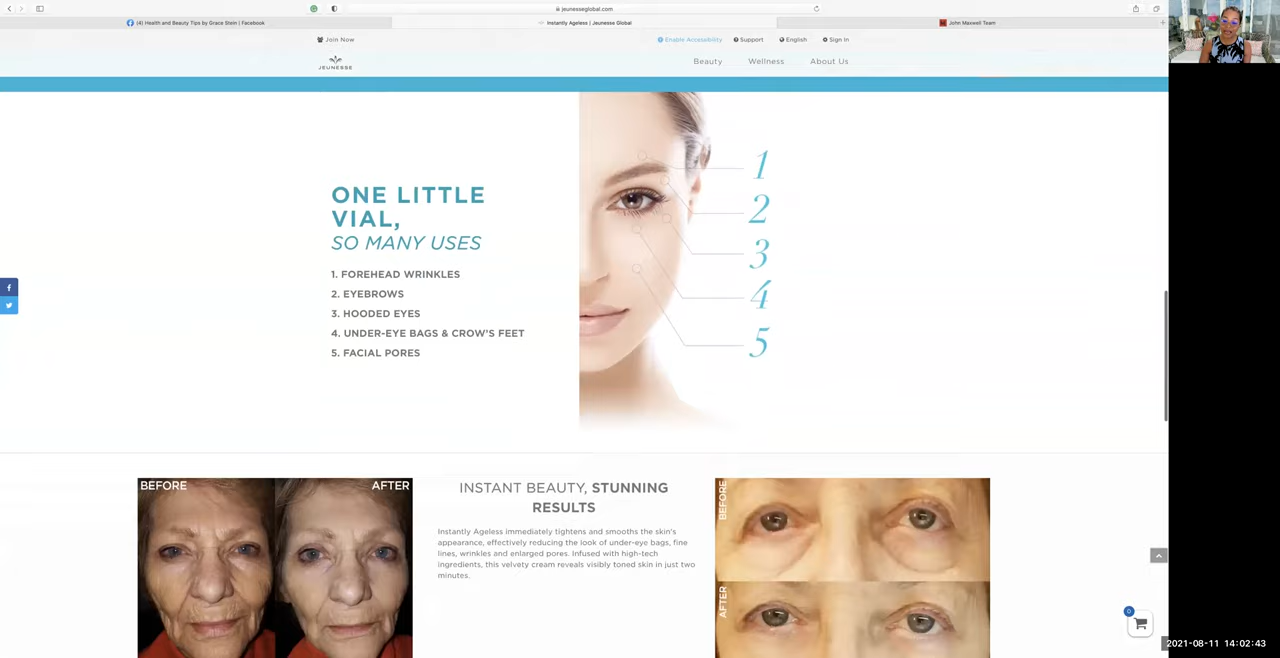 jeunesseglobal.com
(4) Health and Beauty Tips by Grace Stein | Facebook
Instantly Ageless | Jeunesse Global
John Maxwell Team
Join Now
Enable Accessibility
Support
English
Sign In
JEUNESSE
Beauty
Wellness
About Us
ONE LITTLE
VIAL,
SO MANY USES
1. FOREHEAD WRINKLES
2. EYEBROWS
3. HOODED EYES
4. UNDER-EYE BAGS & CROW'S FEET
5. FACIAL PORES
1
2
3
4
5
BEFORE
AFTER
INSTANT BEAUTY, STUNNING
RESULTS
Instantly Ageless immediately tightens and smooths the skin's
appearance, effectively reducing the look of under-eye bags, fine
lines, wrinkles and enlarged pores. Infused with high-tech
ingredients, this velvety cream reveals visibly toned skin in just two
minutes.
BEFORE
AFTER
0
2021-08-11 14:02:43